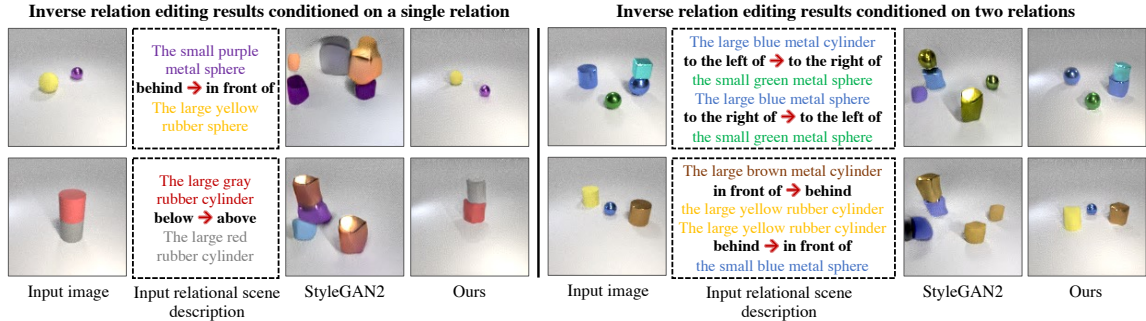 Inverse relation editing results conditioned on a single relation
The small purple
metal sphere
behind → in front of
The large yellow
rubber sphere
The large gray
rubber cylinder
below → above
The large red
rubber cylinder
Input image
Input relational scene
description
StyleGAN2
Ours
Inverse relation editing results conditioned on two relations
The large blue metal cylinder
to the left of → to the right of
the small green metal sphere
The large blue metal sphere
to the right of → to the left of
the small green metal sphere
The large brown metal cylinder
in front of → behind
the large yellow rubber cylinder
The large yellow rubber cylinder
behind → in front of
the small blue metal sphere
Input image
Input relational scene
description
StyleGAN2
Ours